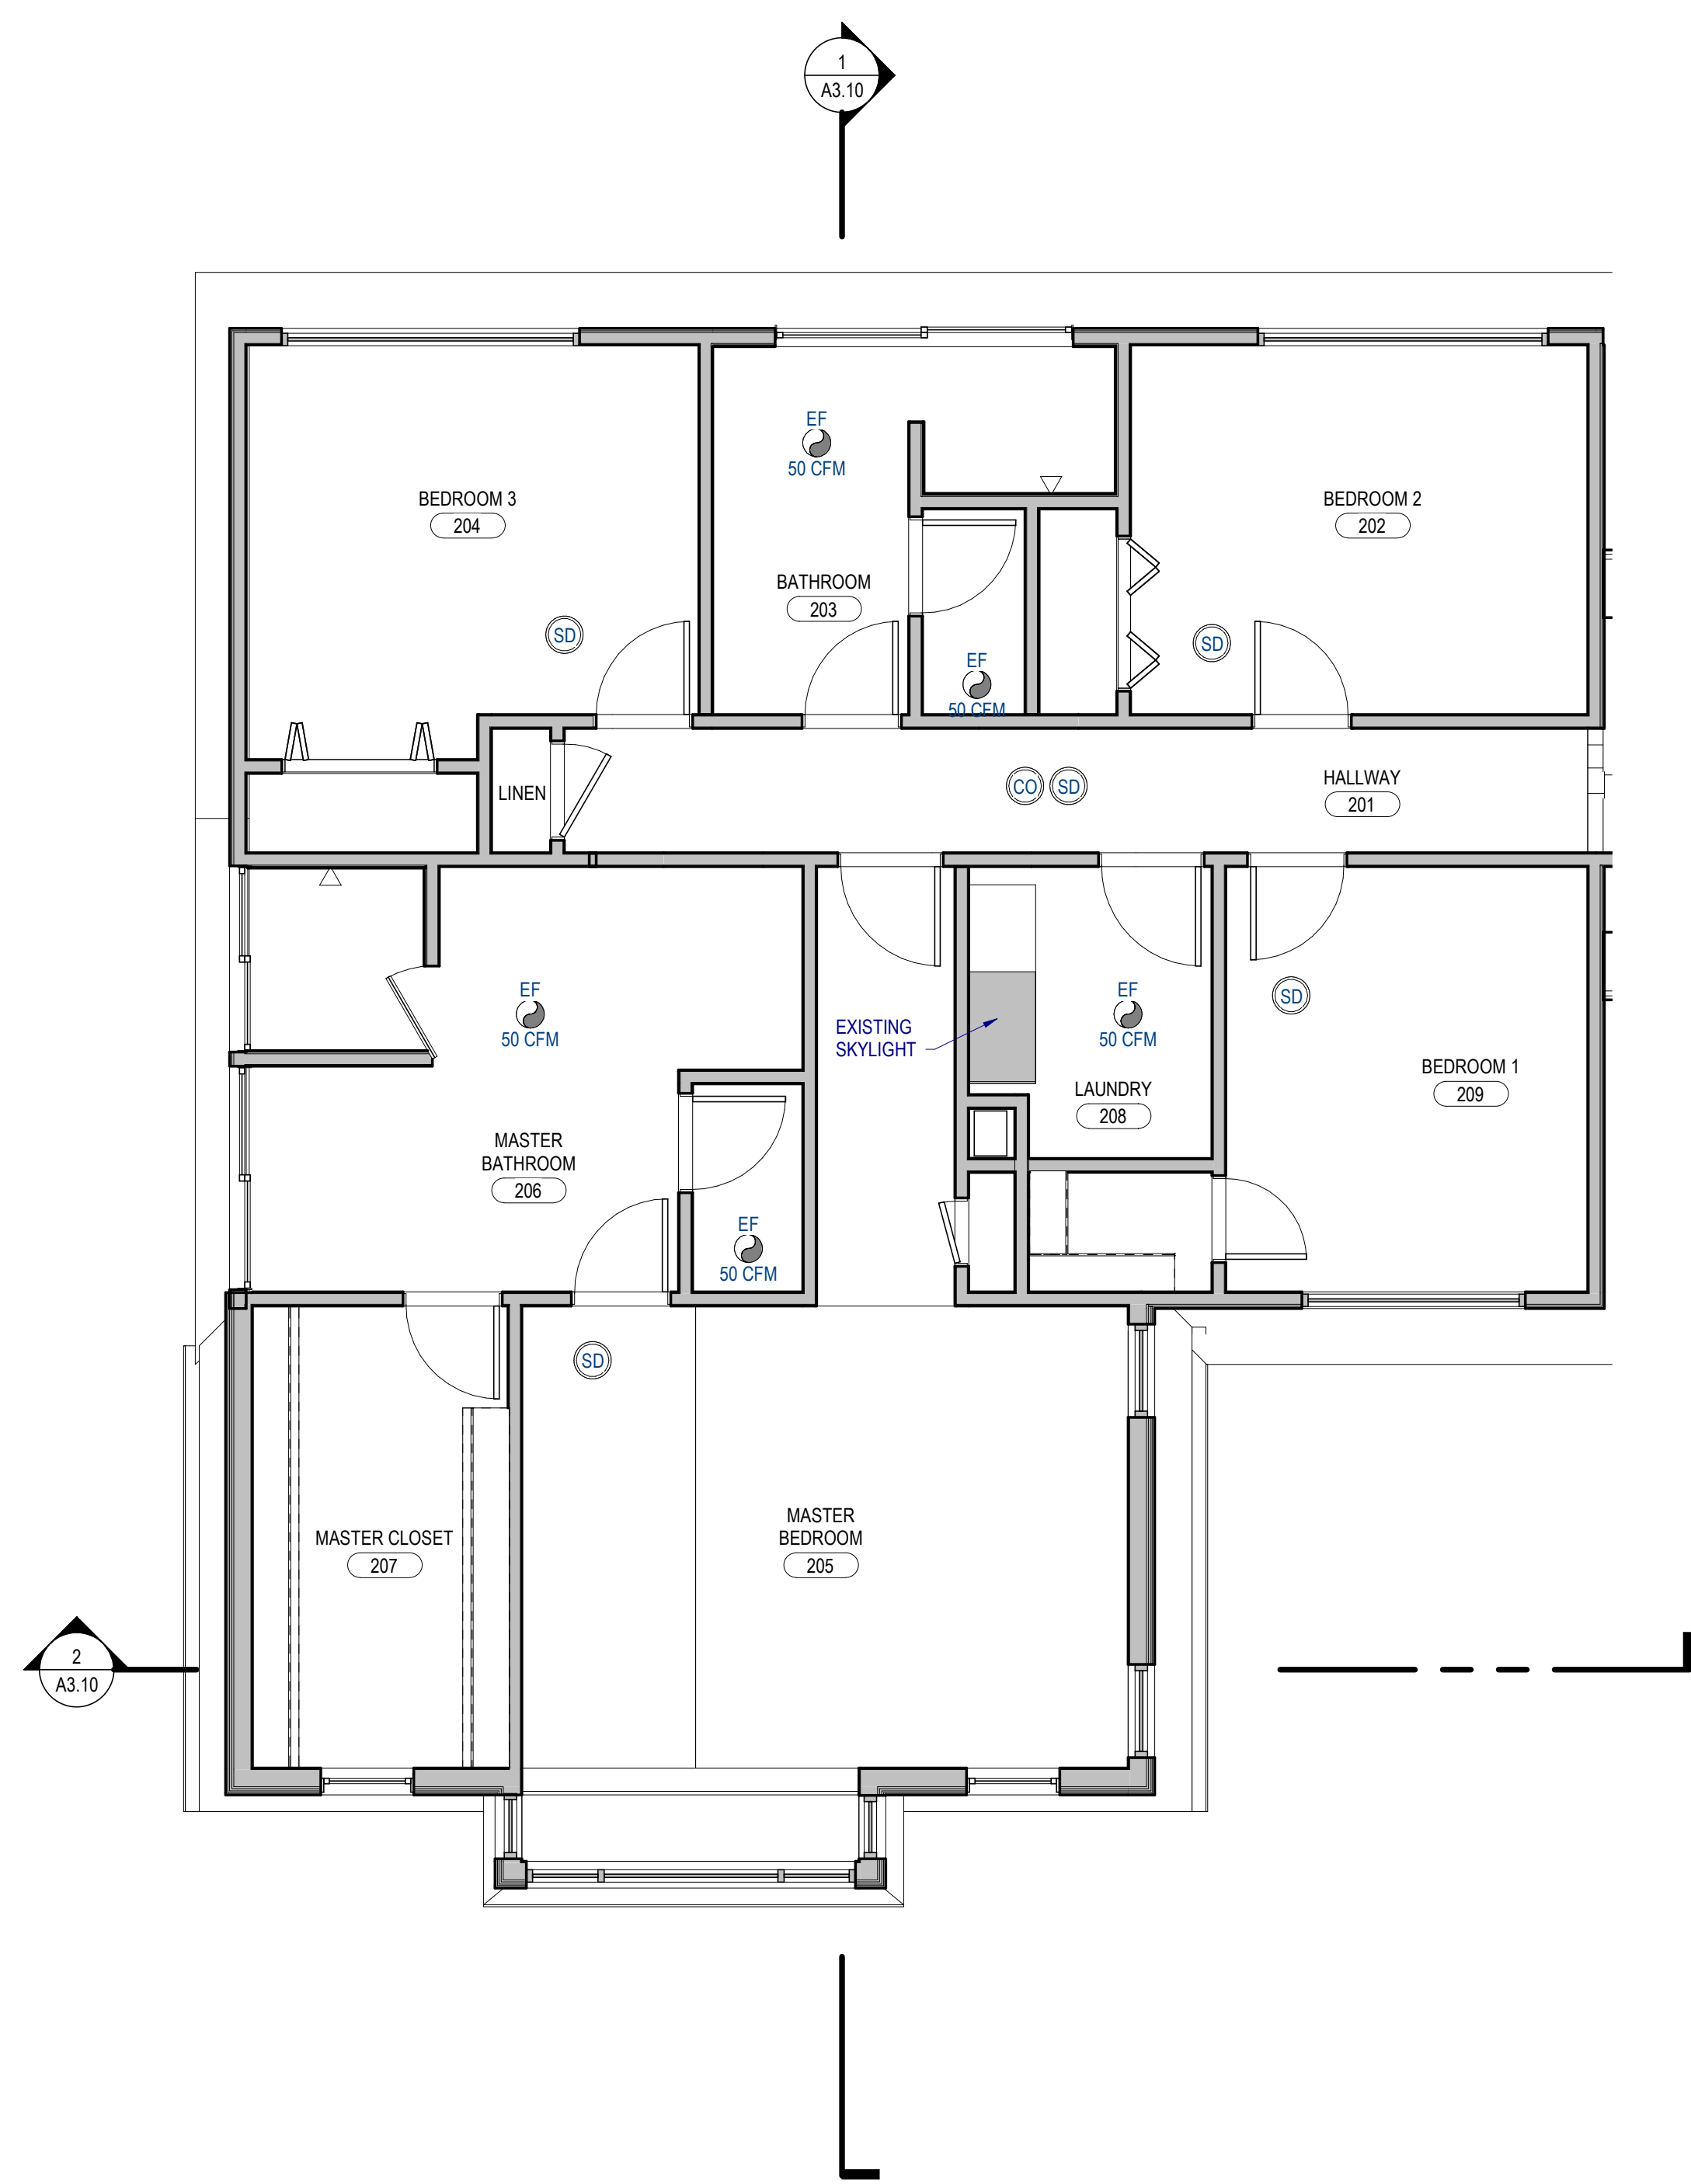 1
A3.10
EF
50 CFM
BEDROOM 3
204
BEDROOM 2
202
BATHROOM
203
SD
SD
EF
50 CFM
LINEN
CO
SD
HALLWAY
201
EF
50 CFM
EXISTING
SKYLIGHT
EF
50 CFM
SD
LAUNDRY
208
BEDROOM 1
209
MASTER
BATHROOM
206
EF
50 CFM
SD
MASTER CLOSET
207
MASTER
BEDROOM
205
2
A3.10